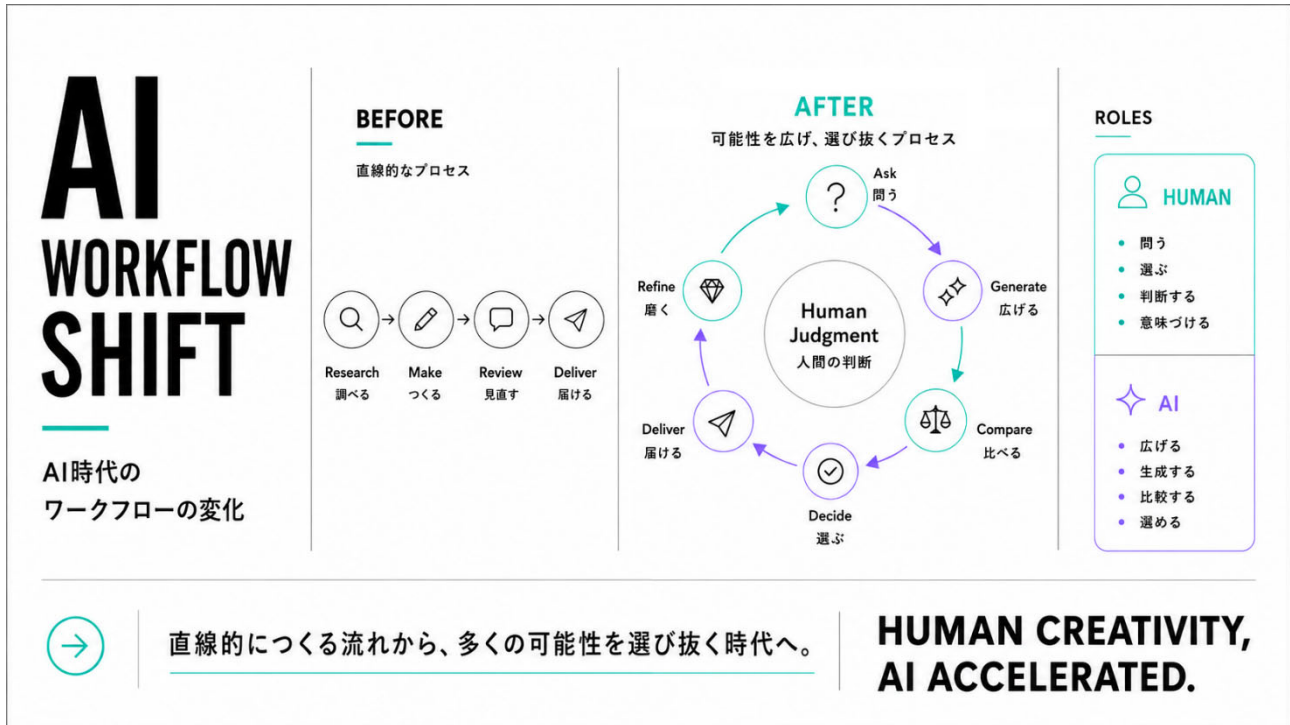 AI
WORKFLOW
SHIFT
AI時代の
ワークフローの変化
BEFORE
直線的なプロセス
Research
調べる
Make
つくる
Review
見直す
Deliver
届ける
AFTER
可能性を広げ、選び抜くプロセス
Ask
問う
Generate
広げる
Compare
比べる
Decide
選ぶ
Deliver
届ける
Refine
磨く
Human
Judgment
人間の判断
ROLES
HUMAN
問う
選ぶ
判断する
意味づける
AI
広げる
生成する
比較する
選める
直線的につくる流れから、多くの可能性を選び抜く時代へ。
HUMAN CREATIVITY,
AI ACCELERATED.